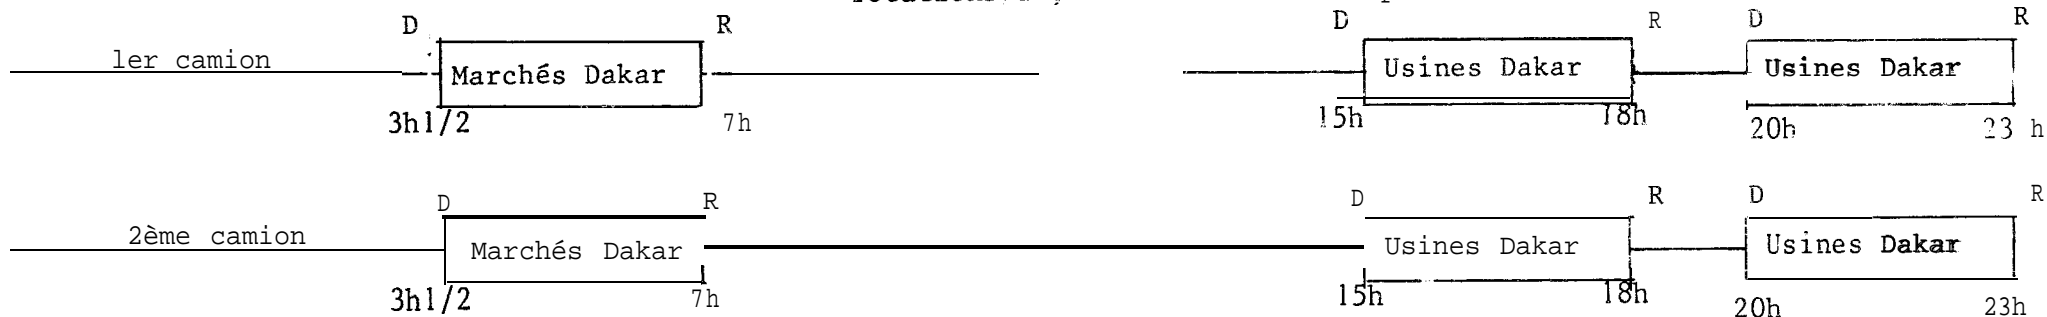 D R D R D R
1er camion Marchés Dakar Usines Dakar Usines Dakar
3h1/2 7h 15h 18h 20h 23 h
D R D R D R
2ème camion Marchés Dakar Usines Dakar Usines Dakar
3h1/2 7h 15h 18h 20h 23h